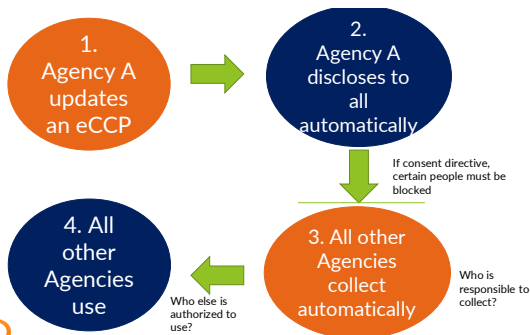 1.
Agency A
updates
an eCCP
2.
Agency A
discloses to
all
automatically
If consent directive,
certain people must be
blocked
3. All other
Agencies
collect
automatically
Who is
responsible to
collect?
4. All
other
Agencies
use
Who else is
authorized to
use?